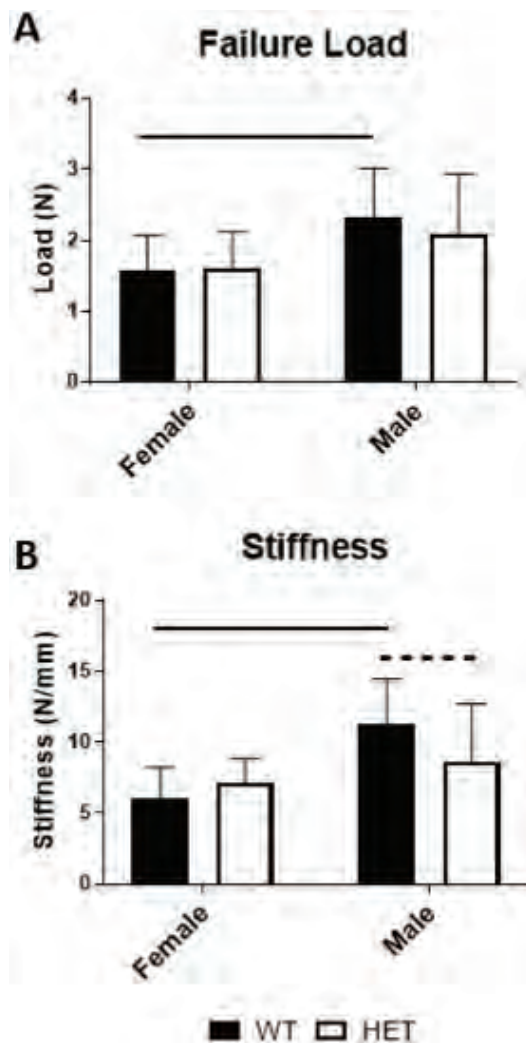 A
Failure Load
Load (N)
4
3
2
1
0
Female
Male
B
Stiffness
Stiffness (N/mm)
20
15
10
5
0
Female
Male
WT HET